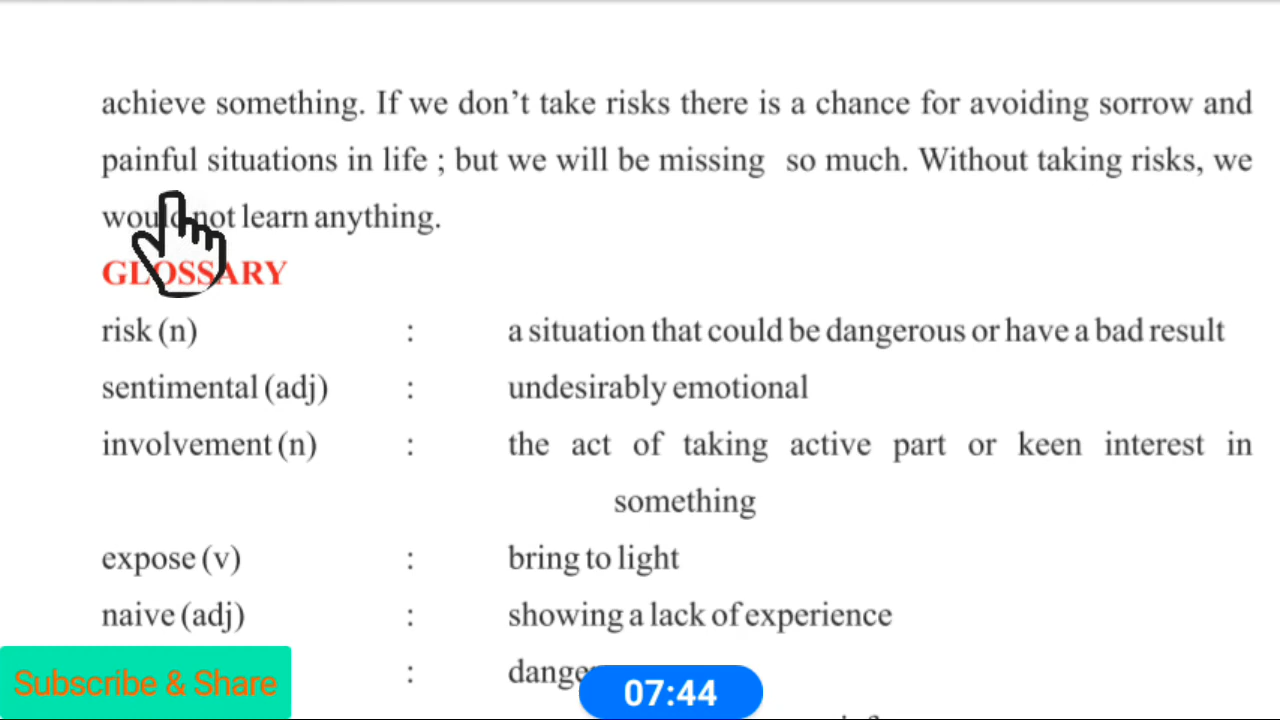 achieve something. If we don't take risks there is a chance for avoiding sorrow and
painful situations in life ; but we will be missing so much. Without taking risks, we
would not learn anything.
GLOSSARY
risk (n) : a situation that could be dangerous or have a bad result
sentimental (adj) : undesirably emotional
involvement (n) : the act of taking active part or keen interest in
something
expose (v) : bring to light
naive (adj) : showing a lack of experience
:
Subscribe & Share
07:44